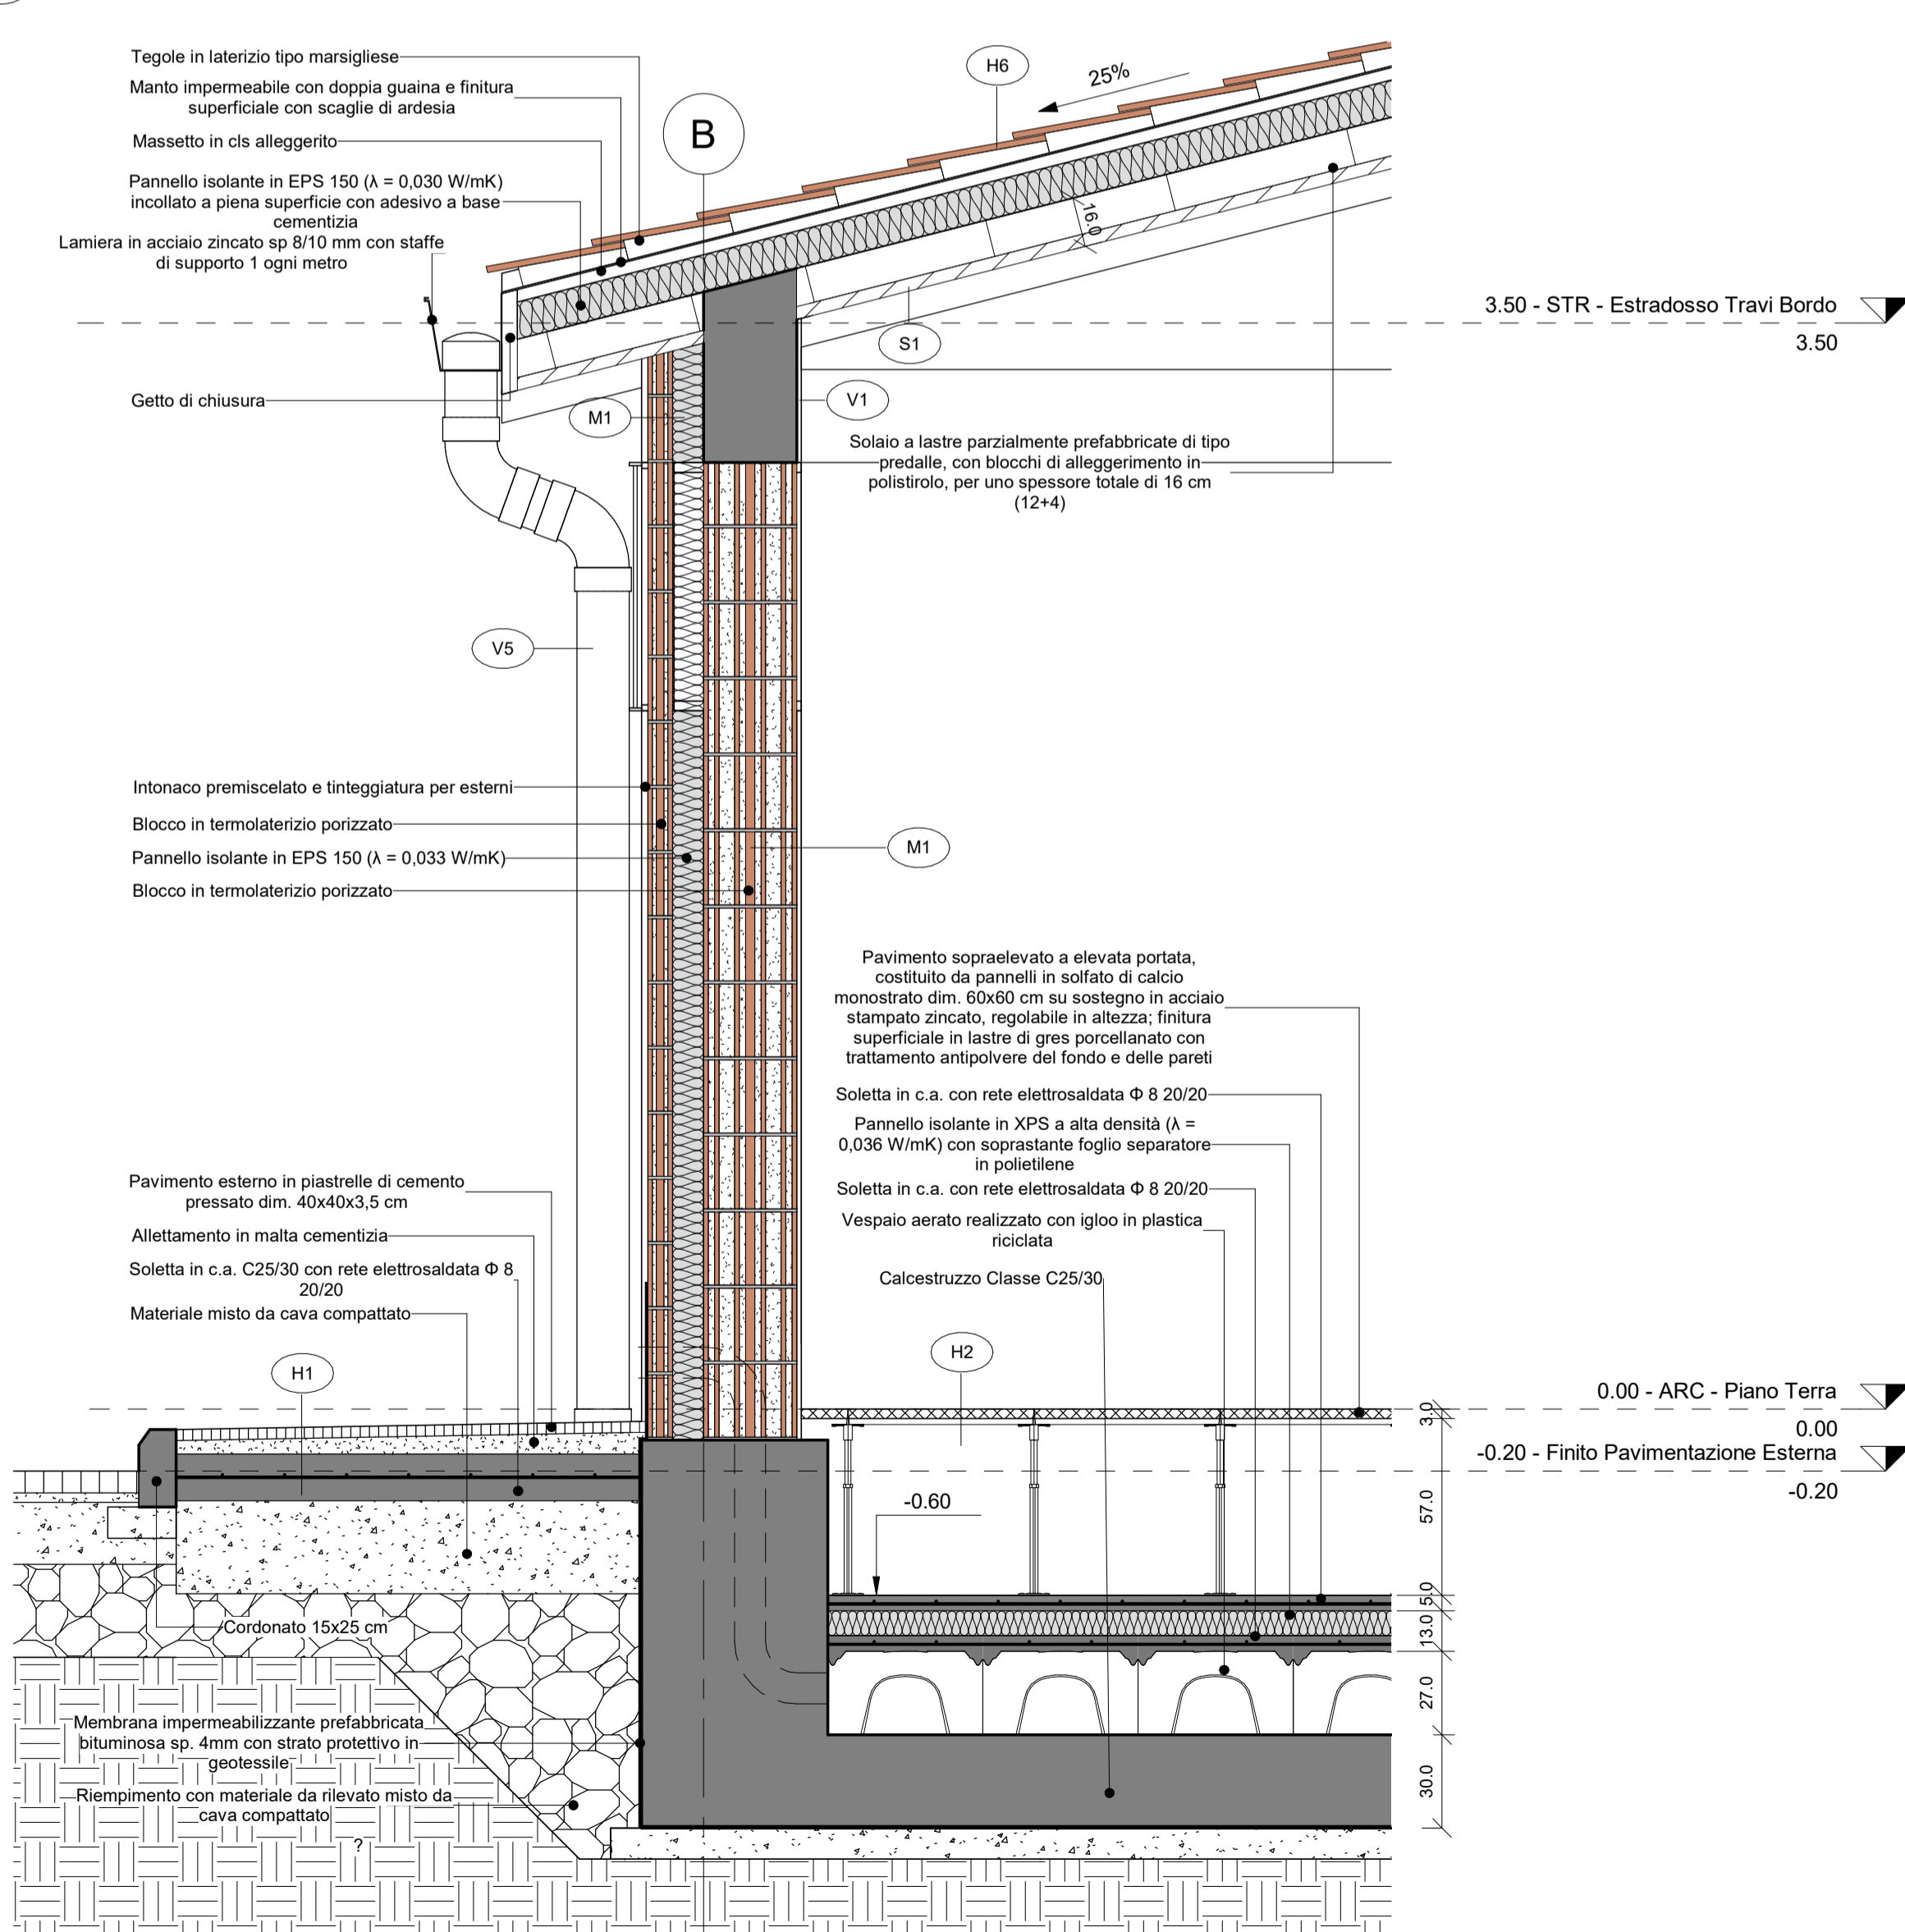 Tegole in laterizio tipo marsigliese
Manto impermeabile con doppia guaina e finitura
superficiale con scaglie di ardesia
Massetto in cls alleggerito
Pannello isolante in EPS 150 (λ = 0,030 W/mK)
incollato a piena superficie con adesivo a base
cementizia
Lamiera in acciaio zincato sp 8/10 mm con staffe
di supporto 1 ogni metro
Getto di chiusura
B
H6
25%
16.0
S1
V1
M1
3.50 - STR - Estradosso Travi Bordo
3.50
Solaio a lastre parzialmente prefabbricate di tipo
predalle, con blocchi di alleggerimento in
polistirolo, per uno spessore totale di 16 cm
(12+4)
V5
Intonaco premiscelato e tinteggiatura per esterni
Blocco in termolaterizio porizzato
Pannello isolante in EPS 150 (λ = 0,033 W/mK)
Blocco in termolaterizio porizzato
M1
Pavimento sopraelevato a elevata portata,
costituito da pannelli in solfato di calcio
monostrato dim. 60x60 cm su sostegno in acciaio
stampato zincato, regolabile in altezza; finitura
superficiale in lastre di gres porcellanato con
trattamento antipolvere del fondo e delle pareti
Soletta in c.a. con rete elettrosaldata Φ 8 20/20
Pannello isolante in XPS a alta densità (λ =
0,036 W/mK) con soprastante foglio separatore
in polietilene
Soletta in c.a. con rete elettrosaldata Φ 8 20/20
Vespaio aerato realizzato con igloo in plastica
riciclata
Calcestruzzo Classe C25/30
H2
Pavimento esterno in piastrelle di cemento
pressato dim. 40x40x3,5 cm
Allettamento in malta cementizia
Soletta in c.a. C25/30 con rete elettrosaldata Φ 8
20/20
Materiale misto da cava compattato
H1
0.00 - ARC - Piano Terra
0.00
-0.20 - Finito Pavimentazione Esterna
-0.20
-0.60
3.0
57.0
5.0
13.0
27.0
30.0
Cordonato 15x25 cm
Membrana impermeabilizzante prefabbricata
bituminosa sp. 4mm con strato protettivo in
geotessile
Riempimento con materiale da rilevato misto da
cava compattato
?